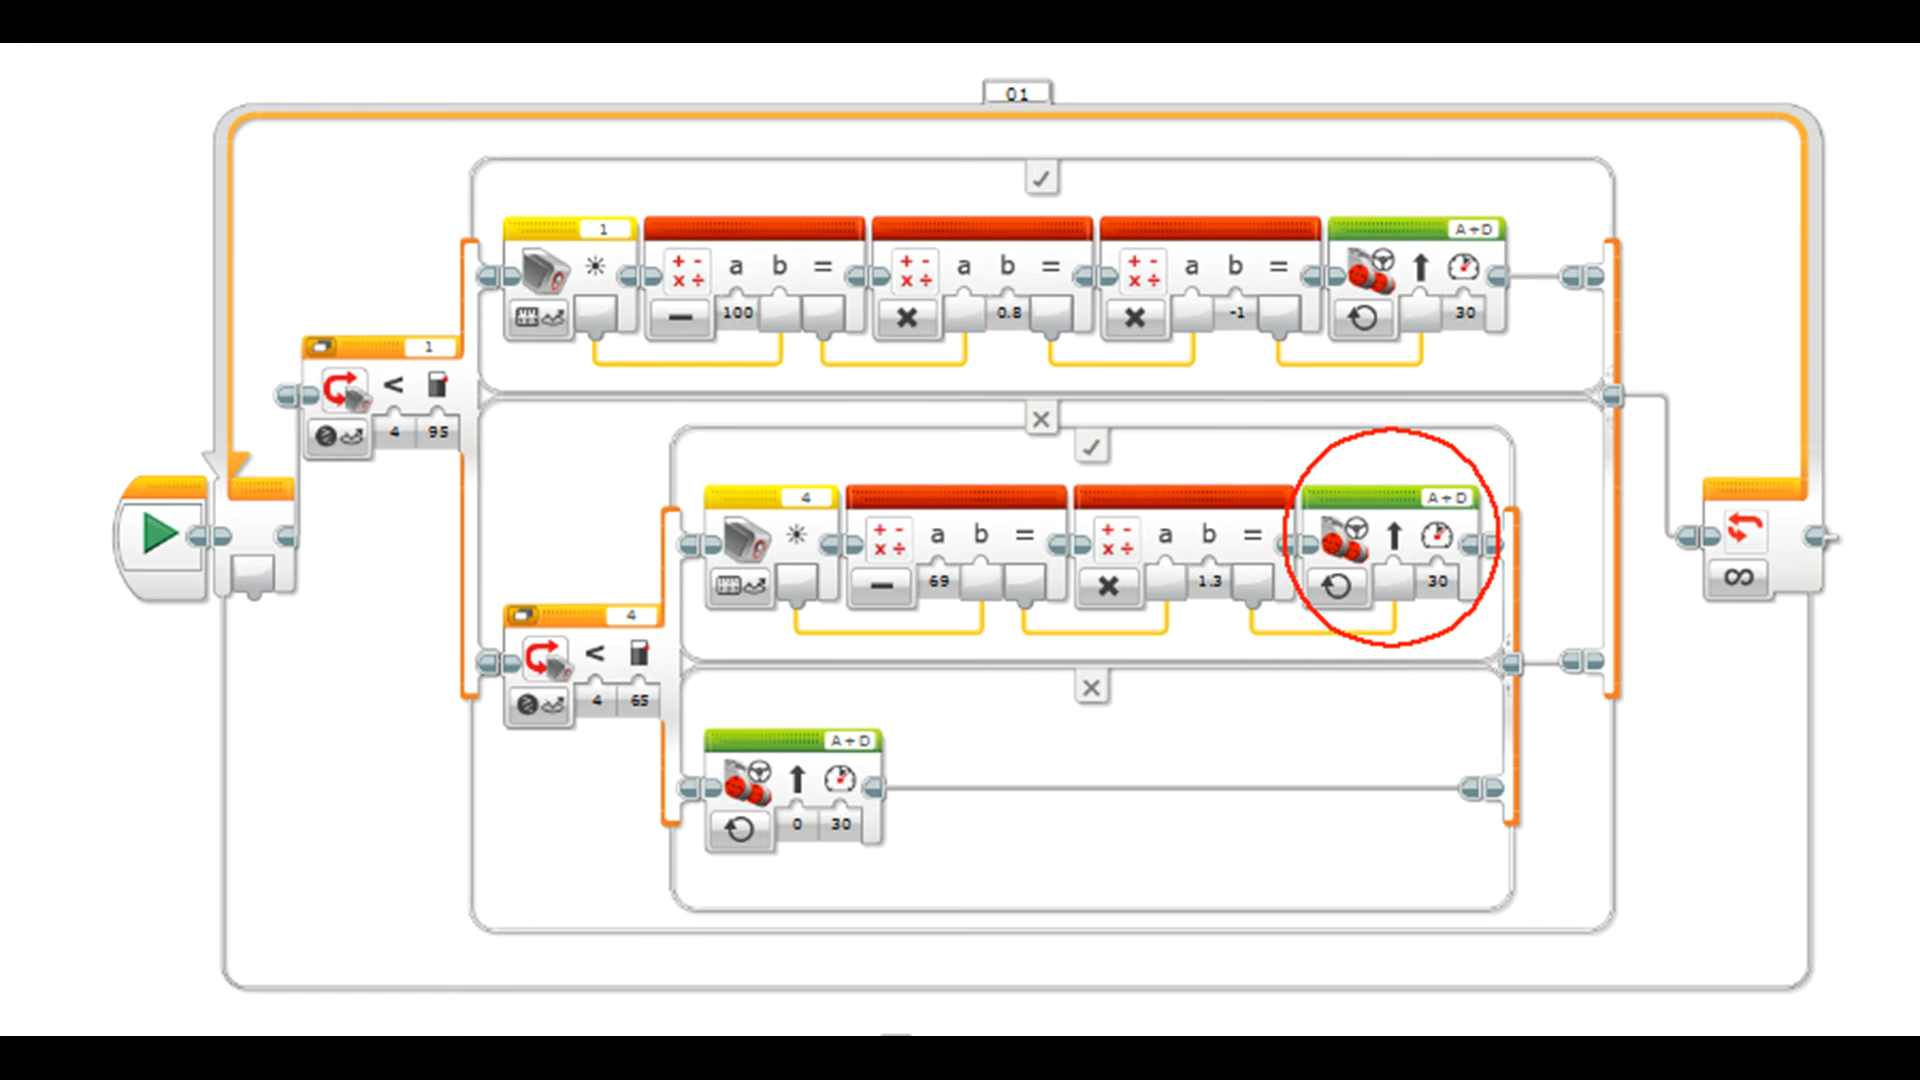 01
1
a b =
a b =
a b =
A+D
100
0.8
-1
30
1
<
4 95
4
a b =
a b =
A+D
69
1.3
30
4
<
4 65
A+D
0 30
∞